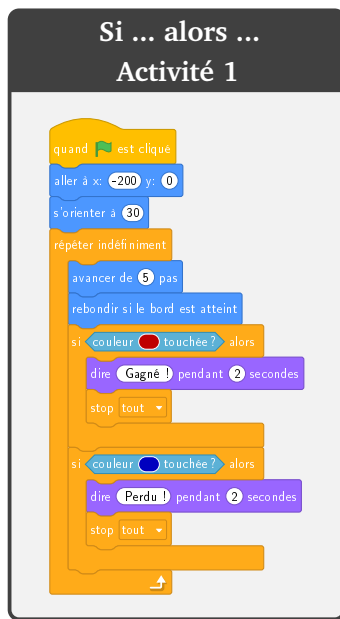 Si ... alors ...
Activité 1
quand est cliqué
aller à x: -200 y: 0
s'orienter à 30
répéter indéfiniment
avancer de 5 pas
rebondir si le bord est atteint
si couleur touchée ? alors
dire Gagné ! pendant 2 secondes
stop tout
si couleur touchée ? alors
dire Perdu ! pendant 2 secondes
stop tout